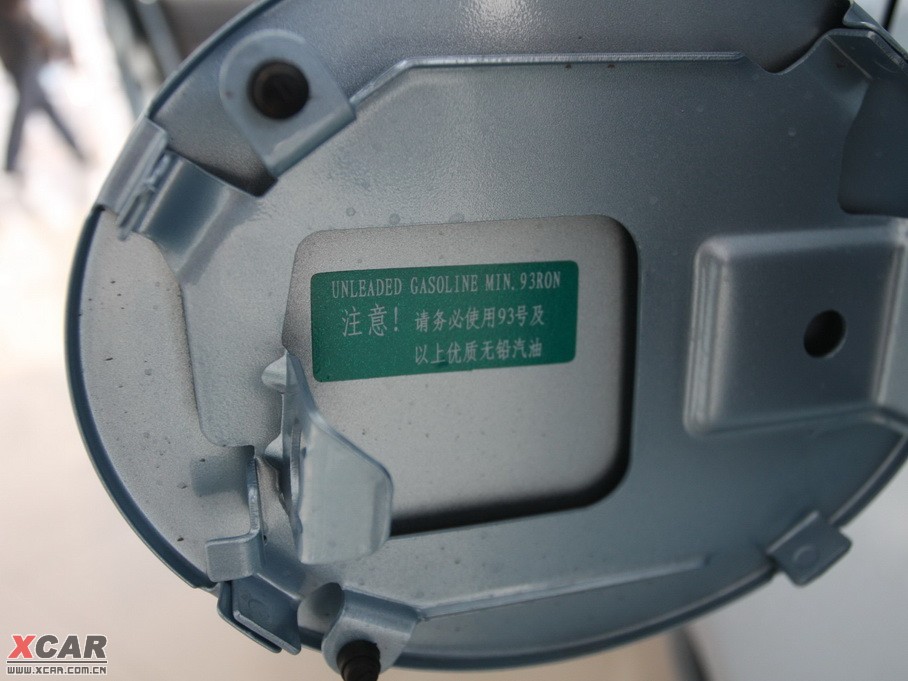 UNLEADED GASOLINE MIN. 93RON
注意! 请务必使用93号及
以上优质无铅汽油
XCAR
WWW.XCAR.COM.CN